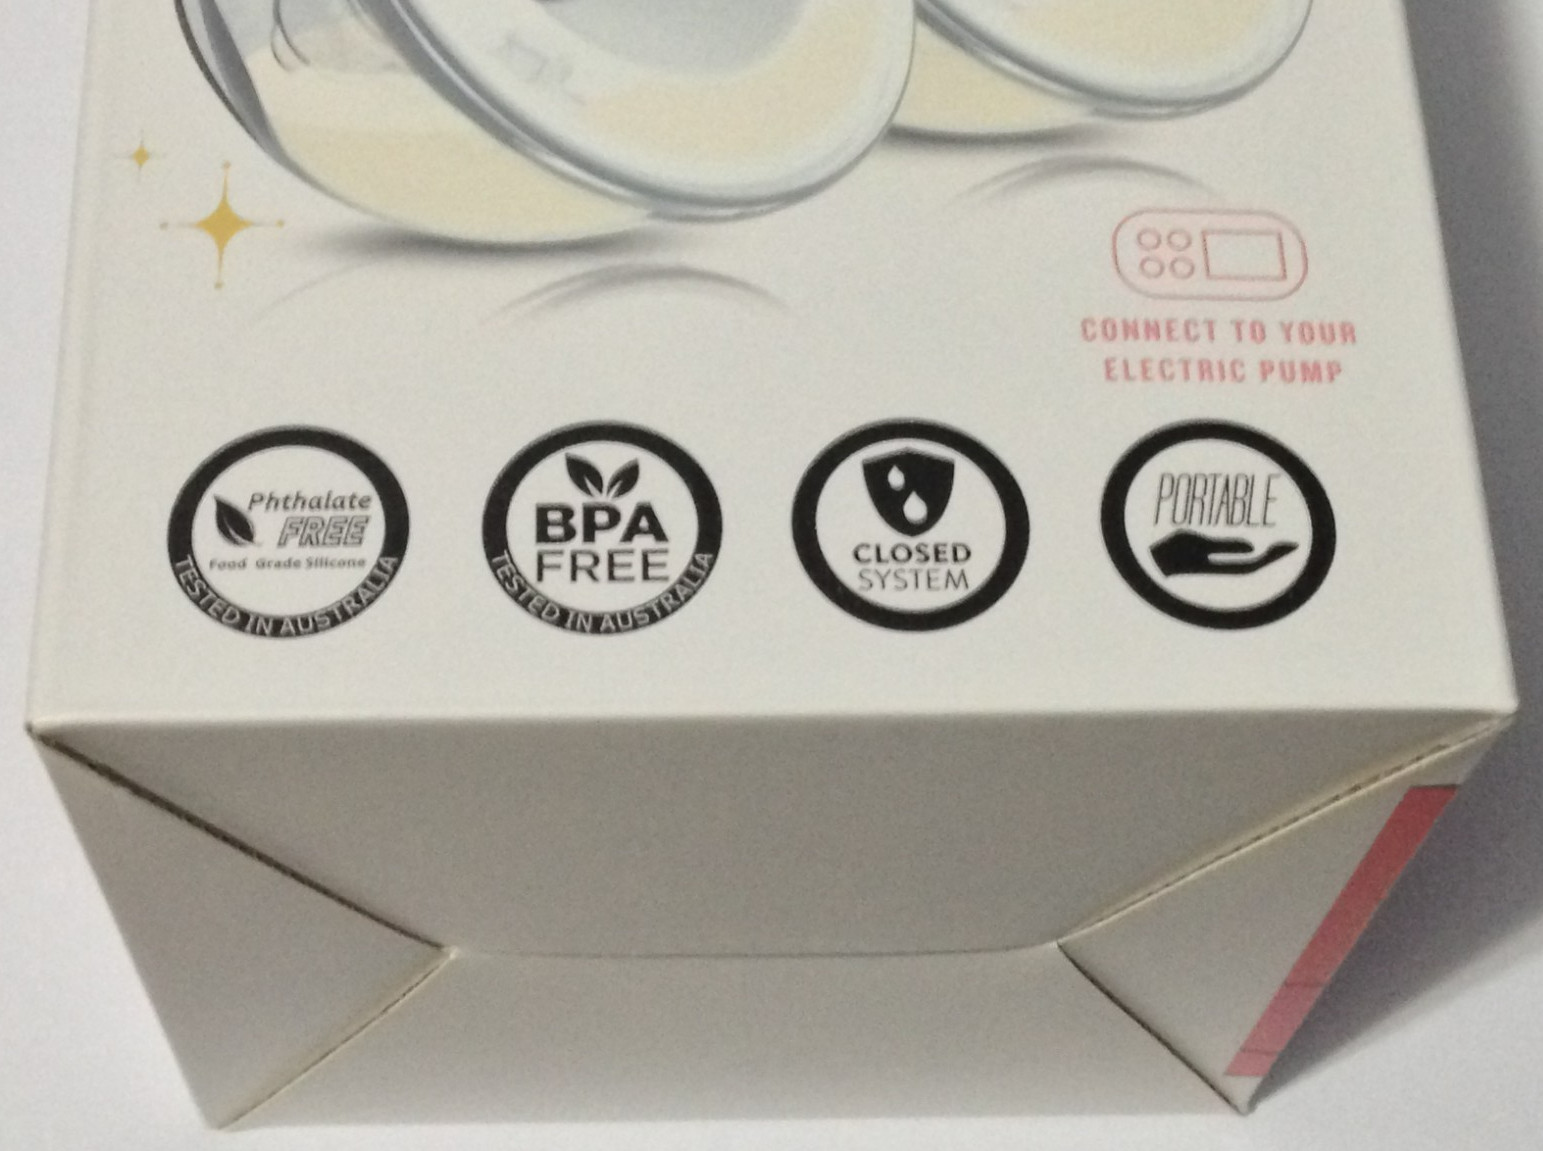 CONNECT TO YOUR
ELECTRIC PUMP
Phthalate
FREE
Food Grade Silicone
TESTED IN AUSTRALIA
BPA
FREE
TESTED IN AUSTRALIA
CLOSED
SYSTEM
PORTABLE